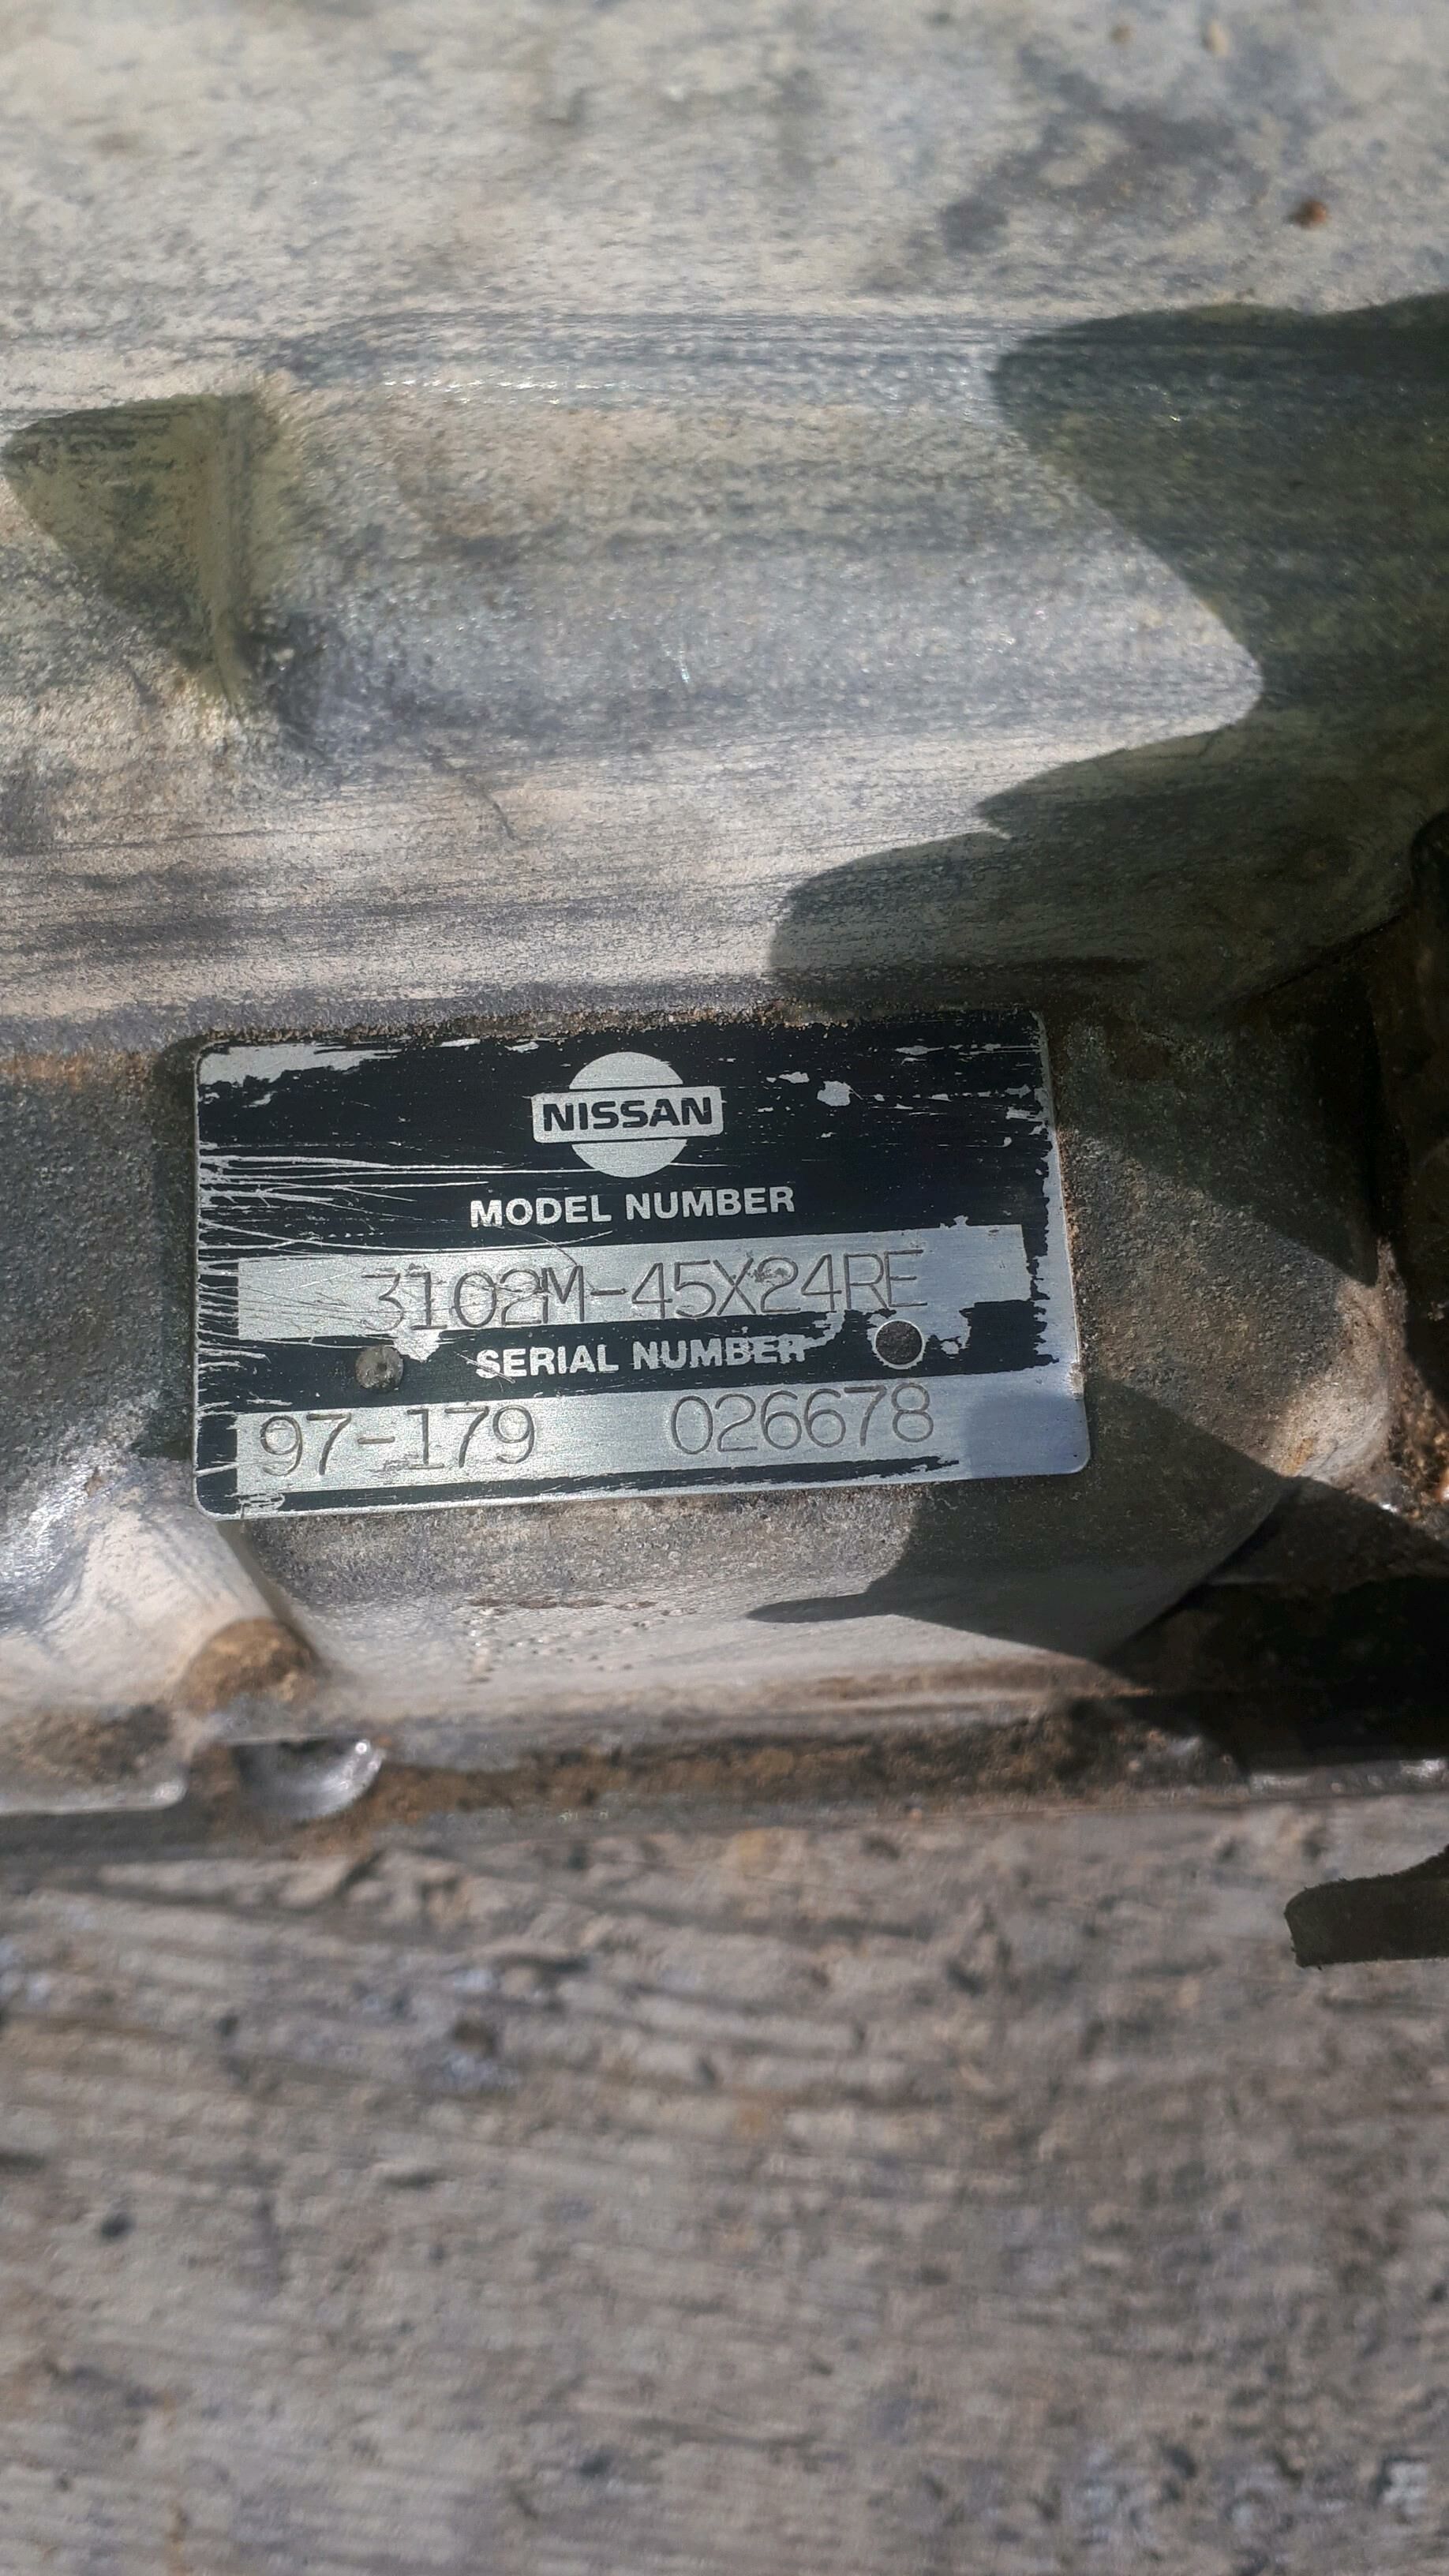 NISSAN
MODEL NUMBER
3102M-45X24RE
SERIAL NUMBER
97-179 026678